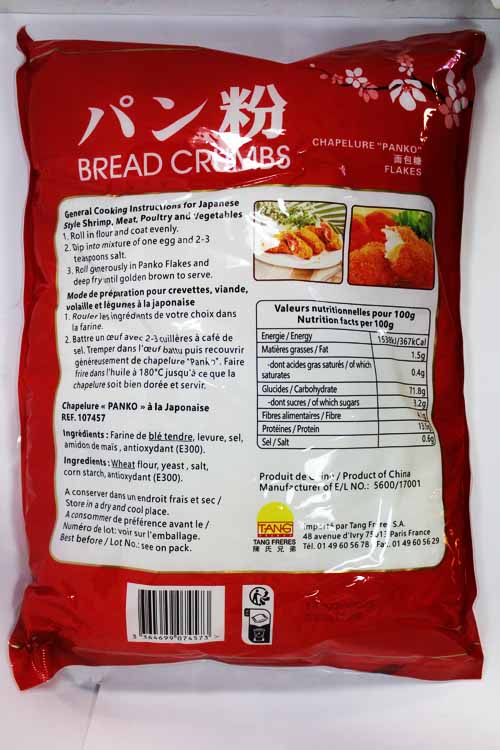 パン粉
BREAD CRUMBS
CHAPELURE "PANKO"
面包糠
FLAKES
General Cooking Instructions for Japanese
Style Shrimp, Meat, Poultry and Vegetables
1. Roll in flour and coat evenly.
2. Dip into mixture of one egg and 2-3
teaspoons salt.
3. Roll generously in Panko Flakes and
deep fry until golden brown to serve.
Mode de préparation pour crevettes, viande,
volaille et légumes à la japonaise
1. Rouler les ingrédients de votre choix dans
la farine.
2. Battre un œuf avec 2-3 cuillères à café de
sel. Tremper dans l'œuf battu puis recouvrir
généreusement de chapelure "Panko". Faire
frire dans l'huile à 180°C jusqu'à ce que la
chapelure soit bien dorée et servir.
Chapelure « PANKO » à la Japonaise
REF. 107457
Ingrédients : Farine de blé tendre, levure, sel,
amidon de maïs, antioxydant (E300).
Ingredients : Wheat flour, yeast, salt,
corn starch, antioxydant (E300).
A conserver dans un endroit frais et sec /
Store in a dry and cool place.
A consommer de préférence avant le /
Numéro de lot: voir sur l'emballage.
Best before / Lot No.: see on pack.
Valeurs nutritionnelles pour 100g
Nutrition facts per 100g
Energie / Energy 1538kJ/367kCal
Matières grasses / Fat 1.5g
-dont acides gras saturés / of which
saturates 0.4g
Glucides / Carbohydrate 71.8g
-dont sucres / of which sugars 3.2g
Fibres alimentaires / Fibre
Protéines / Protein
Sel / Salt 0.6g
Produit de Chine / Product of China
Manufacturer of E/L NO.: 5600/17001
TANG
FRERES
TANG FRERES
陳氏兄弟
Importé par Tang Freres S.A.
48 avenue d'Ivry 75013 Paris France
Tél. 01 49 60 56 78 Fax. 01 49 60 56 29
3 364699 074573 >